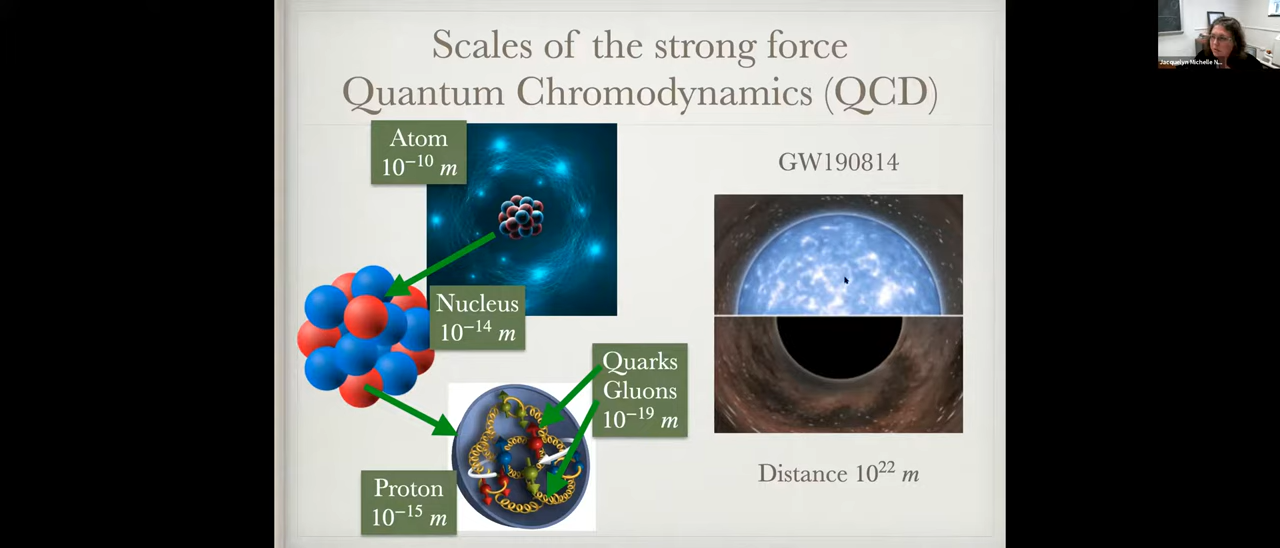 Scales of the strong force
Quantum Chromodynamics (QCD)
Atom
10⁻¹⁰ m
GW190814
Nucleus
10⁻¹⁴ m
Quarks
Gluons
10⁻¹⁹ m
Proton
10⁻¹⁵ m
Distance 10²² m
Jacquelyn Michelle N...